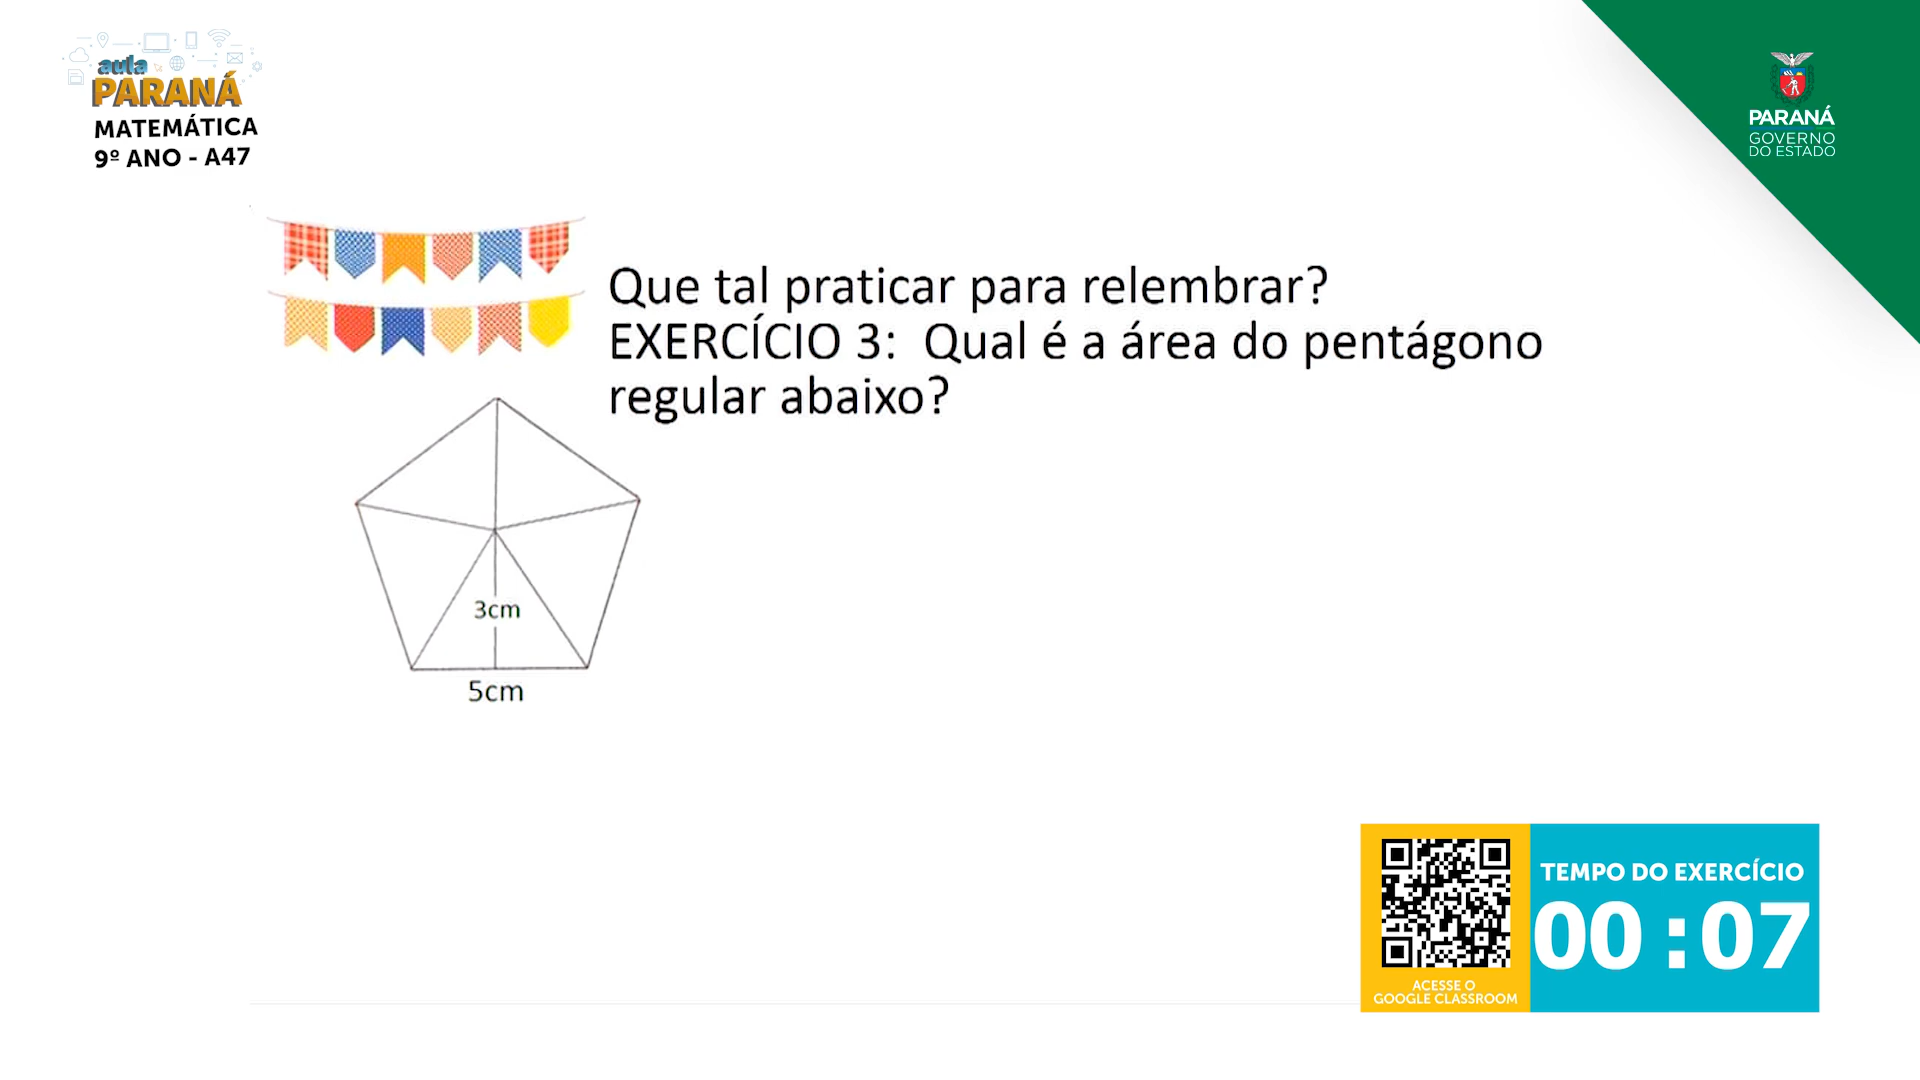 aula
PARANÁ
MATEMÁTICA
9º ANO - A47
PARANÁ
GOVERNO
DO ESTADO
Que tal praticar para relembrar?
EXERCÍCIO 3:  Qual é a área do pentágono
regular abaixo?
3cm
5cm
TEMPO DO EXERCÍCIO
00 : 07
ACESSE O
GOOGLE CLASSROOM